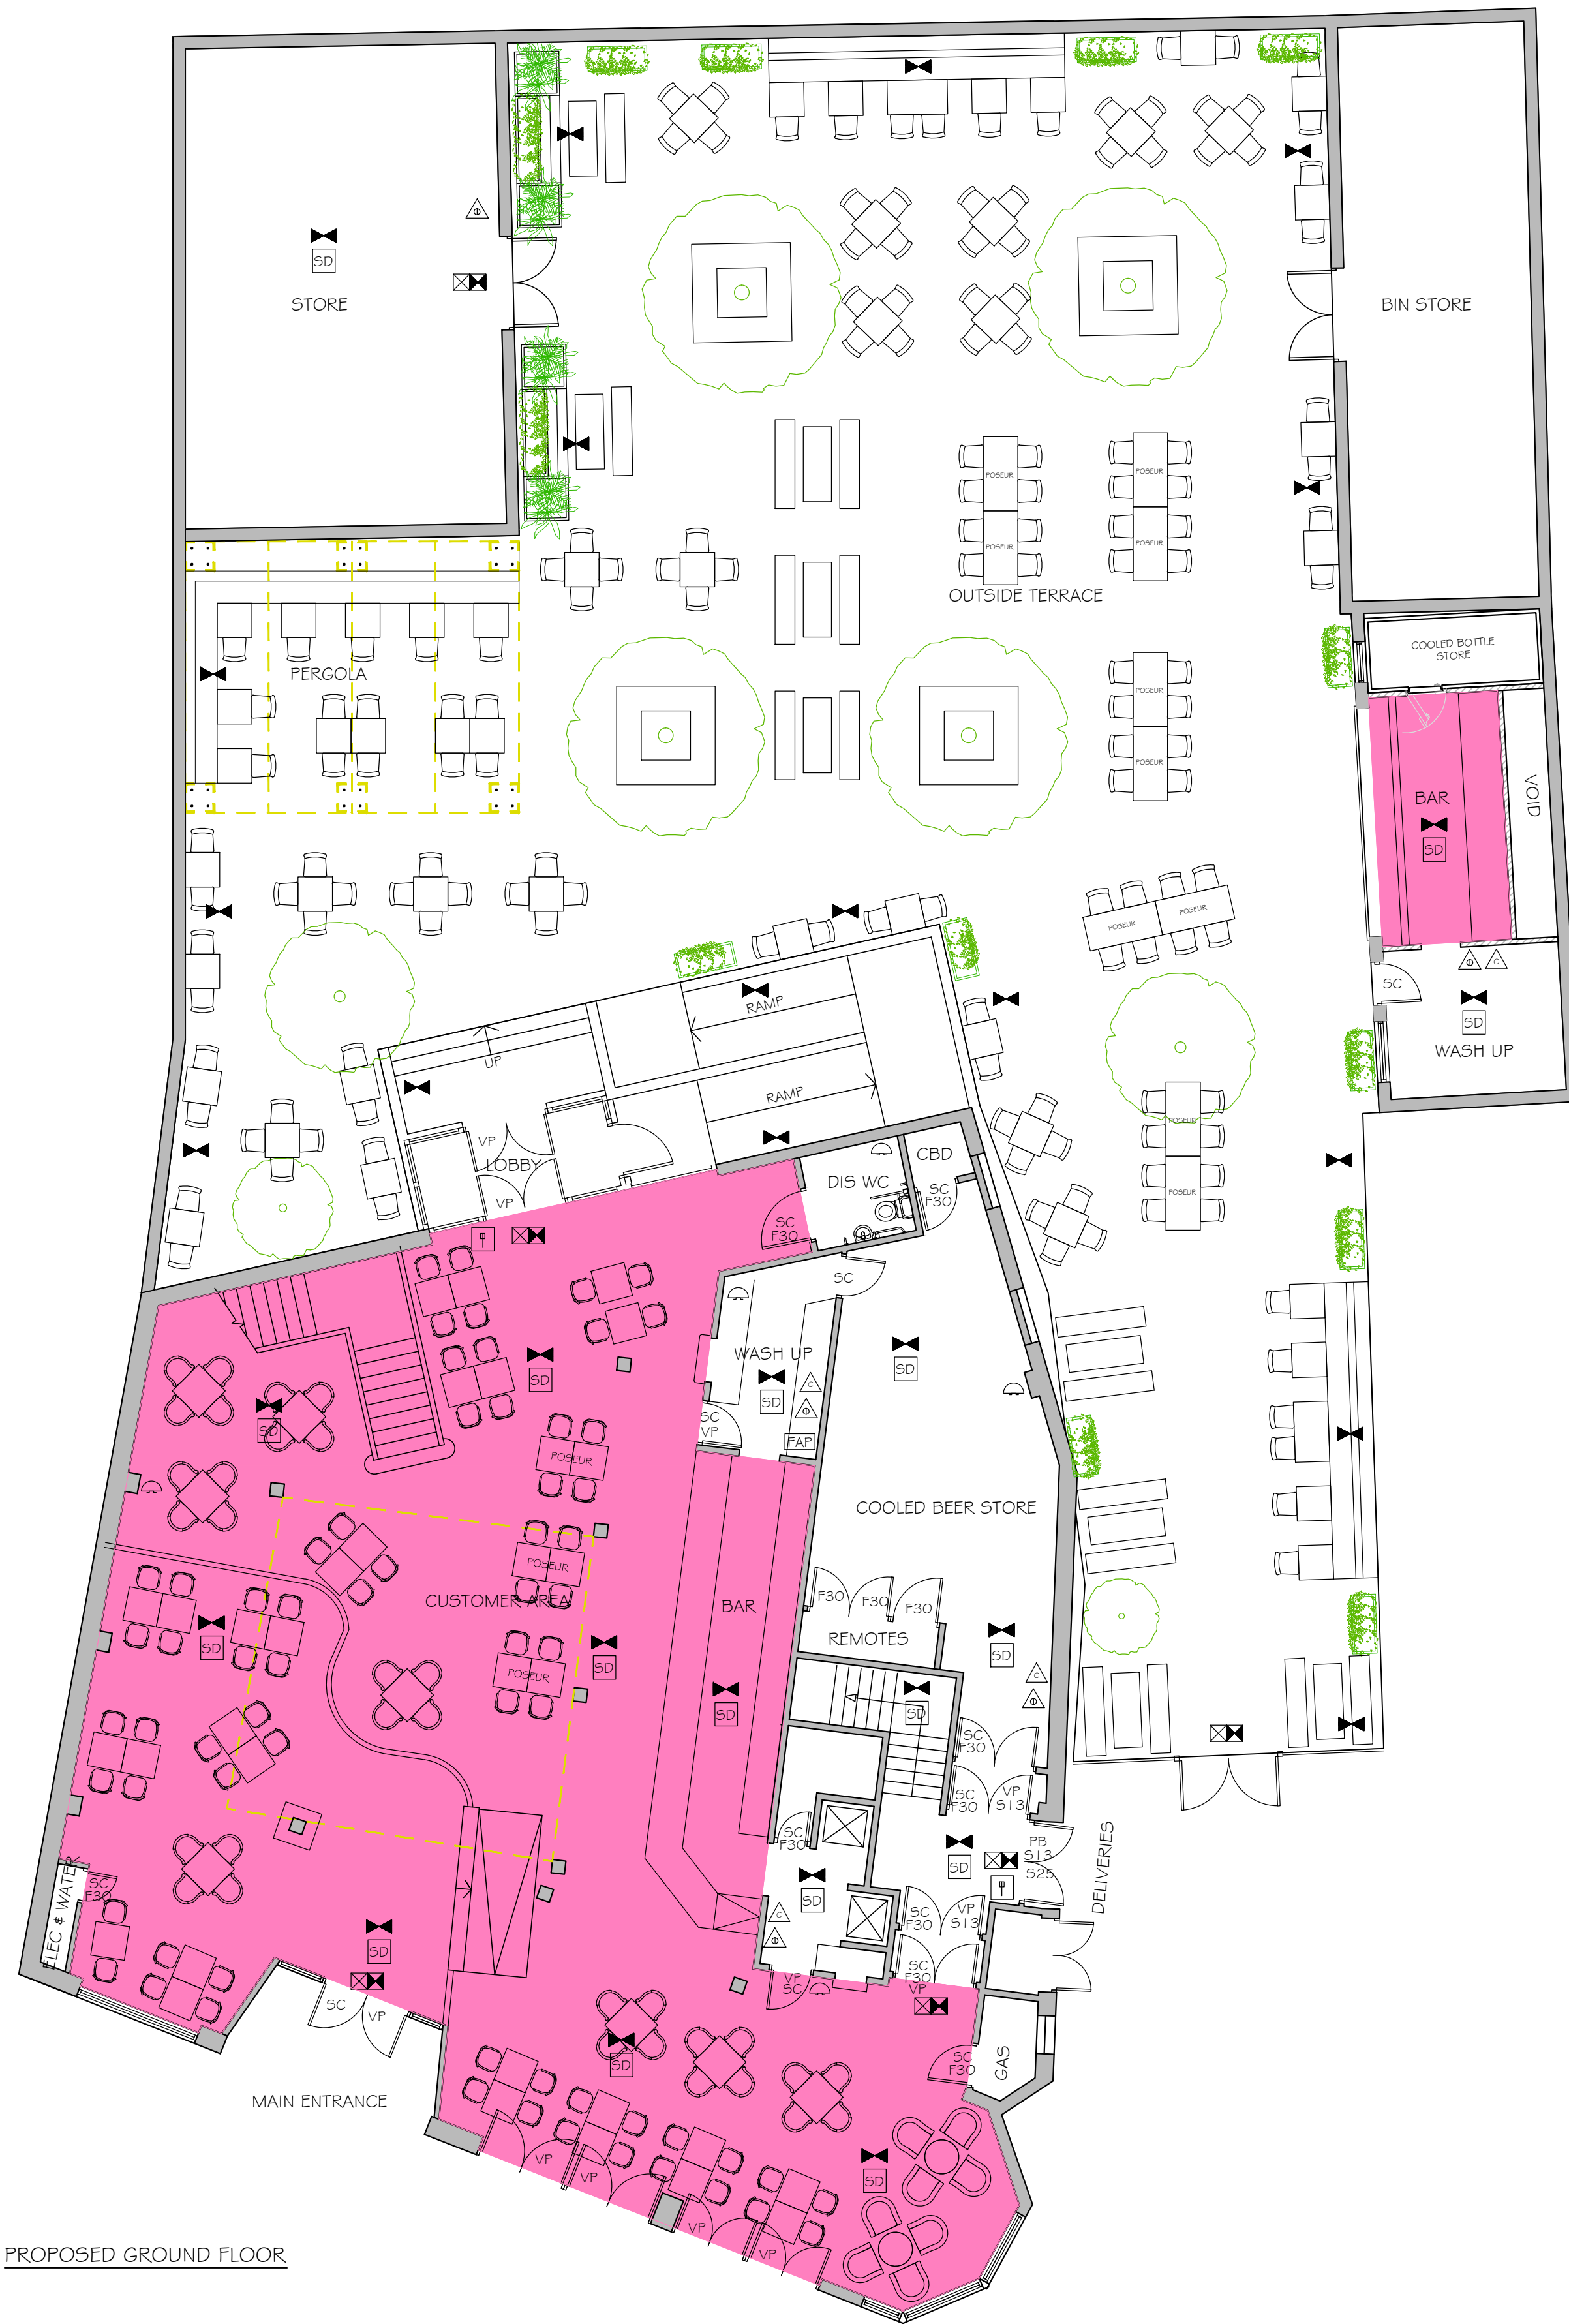 SD
STORE
BIN STORE
POSEUR
POSEUR
POSEUR
POSEUR
OUTSIDE TERRACE
COOLED BOTTLE
STORE
PERGOLA
POSEUR
POSEUR
BAR
SD
VOID
POSEUR
POSEUR
SC
C
SD
WASH UP
RAMP
UP
RAMP
POSEUR
POSEUR
VP
LOBBY
VP
DIS WC
CBD
SC
F30
SC
F30
SC
WASH UP
SD
C
SC
VP
FAP
SD
SD
SD
POSEUR
COOLED BEER STORE
POSEUR
CUSTOMER AREA
BAR
F30
F30
F30
REMOTES
SD
SD
POSEUR
SD
SD
SD
C
SC
F30
SC
F30
VP
S13
SC
F30
PB
S13
S25
DELIVERIES
SD
SD
C
SC
F30
VP
S13
SC
F30
VP
ELEC & WATER
SC
F30
SD
SC
VP
VP
SC
SD
SC
F30
GAS
MAIN ENTRANCE
VP
VP
SD
VP
VP
PROPOSED GROUND FLOOR